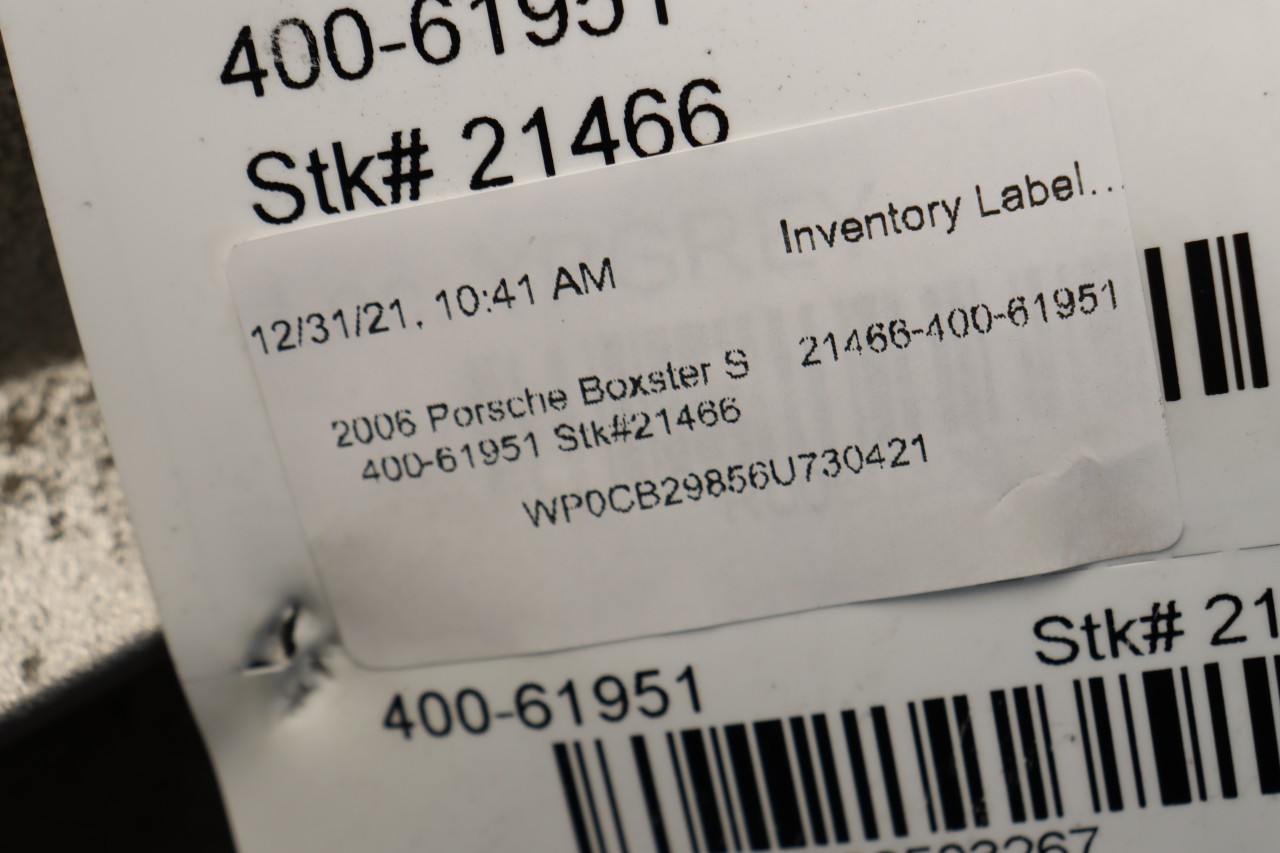 400-61951
Stk# 21466
Inventory Label...
12/31/21, 10:41 AM
2006 Porsche Boxster S 21466-400-61951
400-61951 Stk#21466
WP0CB29856U730421
400-61951 Stk# 21